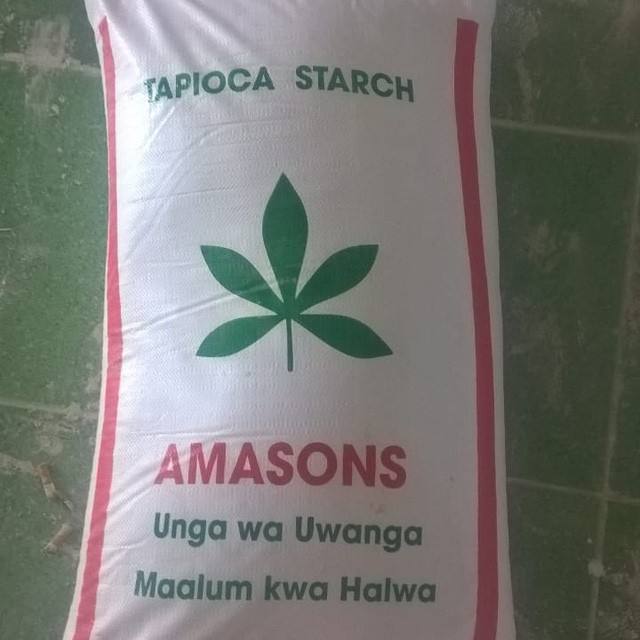 TAPIOCA STARCH
AMASONS
Unga wa Uwanga
Maalum kwa Halwa